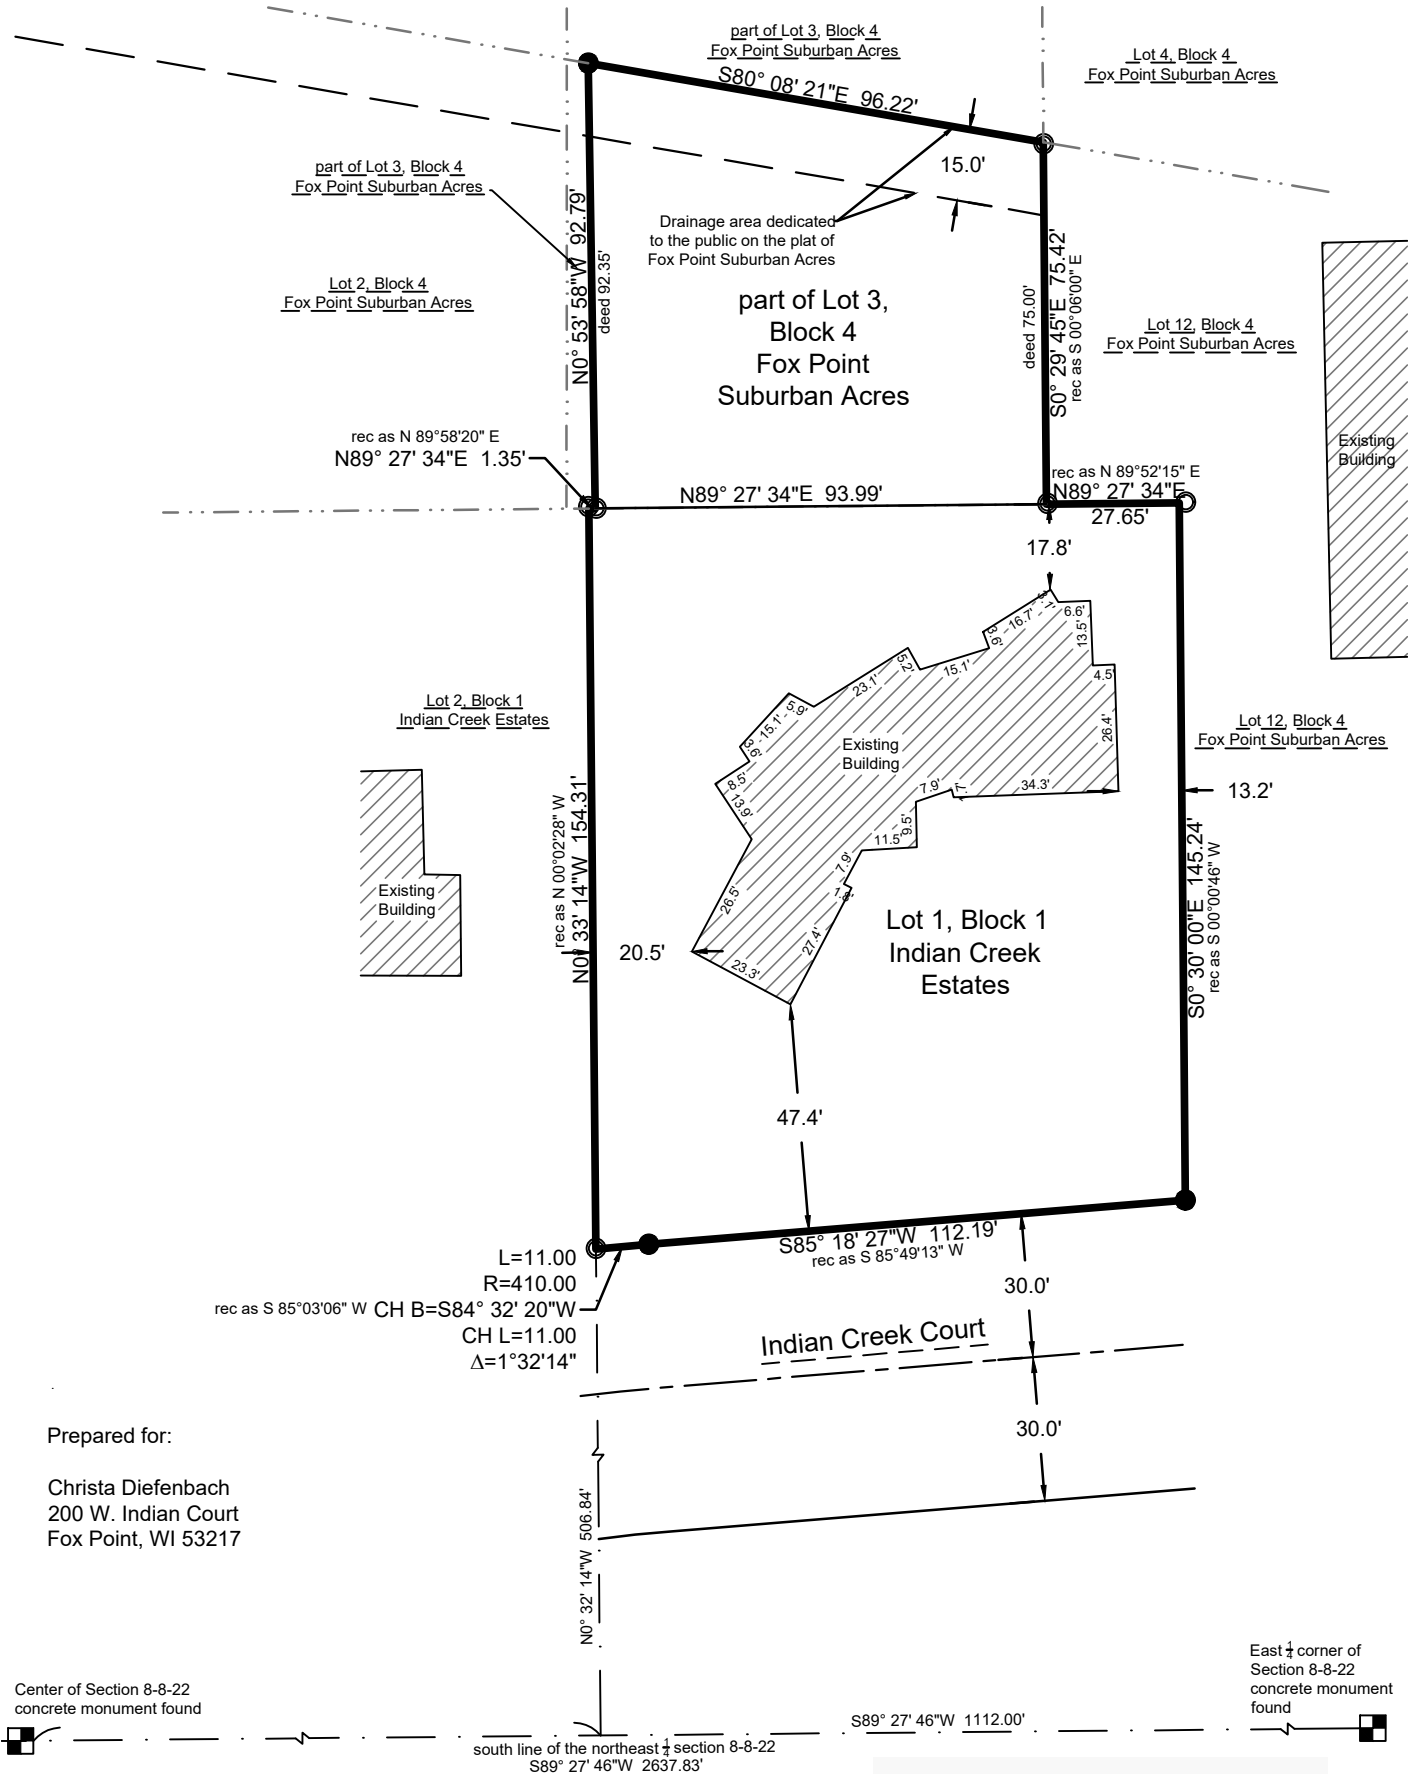 part of Lot 3, Block 4
Fox Point Suburban Acres
S80° 08' 21"E 96.22'
Lot 4, Block 4
Fox Point Suburban Acres
15.0'
part of Lot 3, Block 4
Fox Point Suburban Acres
Drainage area dedicated
to the public on the plat of
Fox Point Suburban Acres
N0° 53' 58"W 92.79'
deed 92.35'
Lot 2, Block 4
Fox Point Suburban Acres
part of Lot 3,
Block 4
Fox Point
Suburban Acres
deed 75.00'
S0° 29' 45"E 75.42'
rec as S 00°06'00" E
Lot 12, Block 4
Fox Point Suburban Acres
Existing
Building
rec as N 89°58'20" E
N89° 27' 34"E 1.35'
N89° 27' 34"E 93.99'
rec as N 89°52'15" E
N89° 27' 34"E
27.65'
17.8'
3.1'
6.6'
16.7'
13.5'
3.6'
15.1'
4.5'
5.2'
23.1'
5.9'
15.1'
3.6'
8.5'
13.9'
26.4'
Existing
Building
7.9'
1.7'
34.3'
9.5'
11.5'
7.9'
1.8'
26.5'
27.4'
23.3'
Lot 2, Block 1
Indian Creek Estates
Lot 12, Block 4
Fox Point Suburban Acres
13.2'
rec as N 00°02'28" W
N0° 33' 14"W 154.31'
Existing
Building
20.5'
Lot 1, Block 1
Indian Creek
Estates
S0° 30' 00"E 145.24'
rec as S 00°00'46" W
47.4'
S85° 18' 27"W 112.19'
rec as S 85°49'13" W
L=11.00
R=410.00
rec as S 85°03'06" W CH B=S84° 32' 20"W
CH L=11.00
Δ=1°32'14"
30.0'
Indian Creek Court
30.0'
Prepared for:
Christa Diefenbach
200 W. Indian Court
Fox Point, WI 53217
N0° 32' 14"W 506.84'
Center of Section 8-8-22
concrete monument found
East 1/4 corner of
Section 8-8-22
concrete monument
found
S89° 27' 46"W 1112.00'
south line of the northeast 1/4 section 8-8-22
S89° 27' 46"W 2637.83'